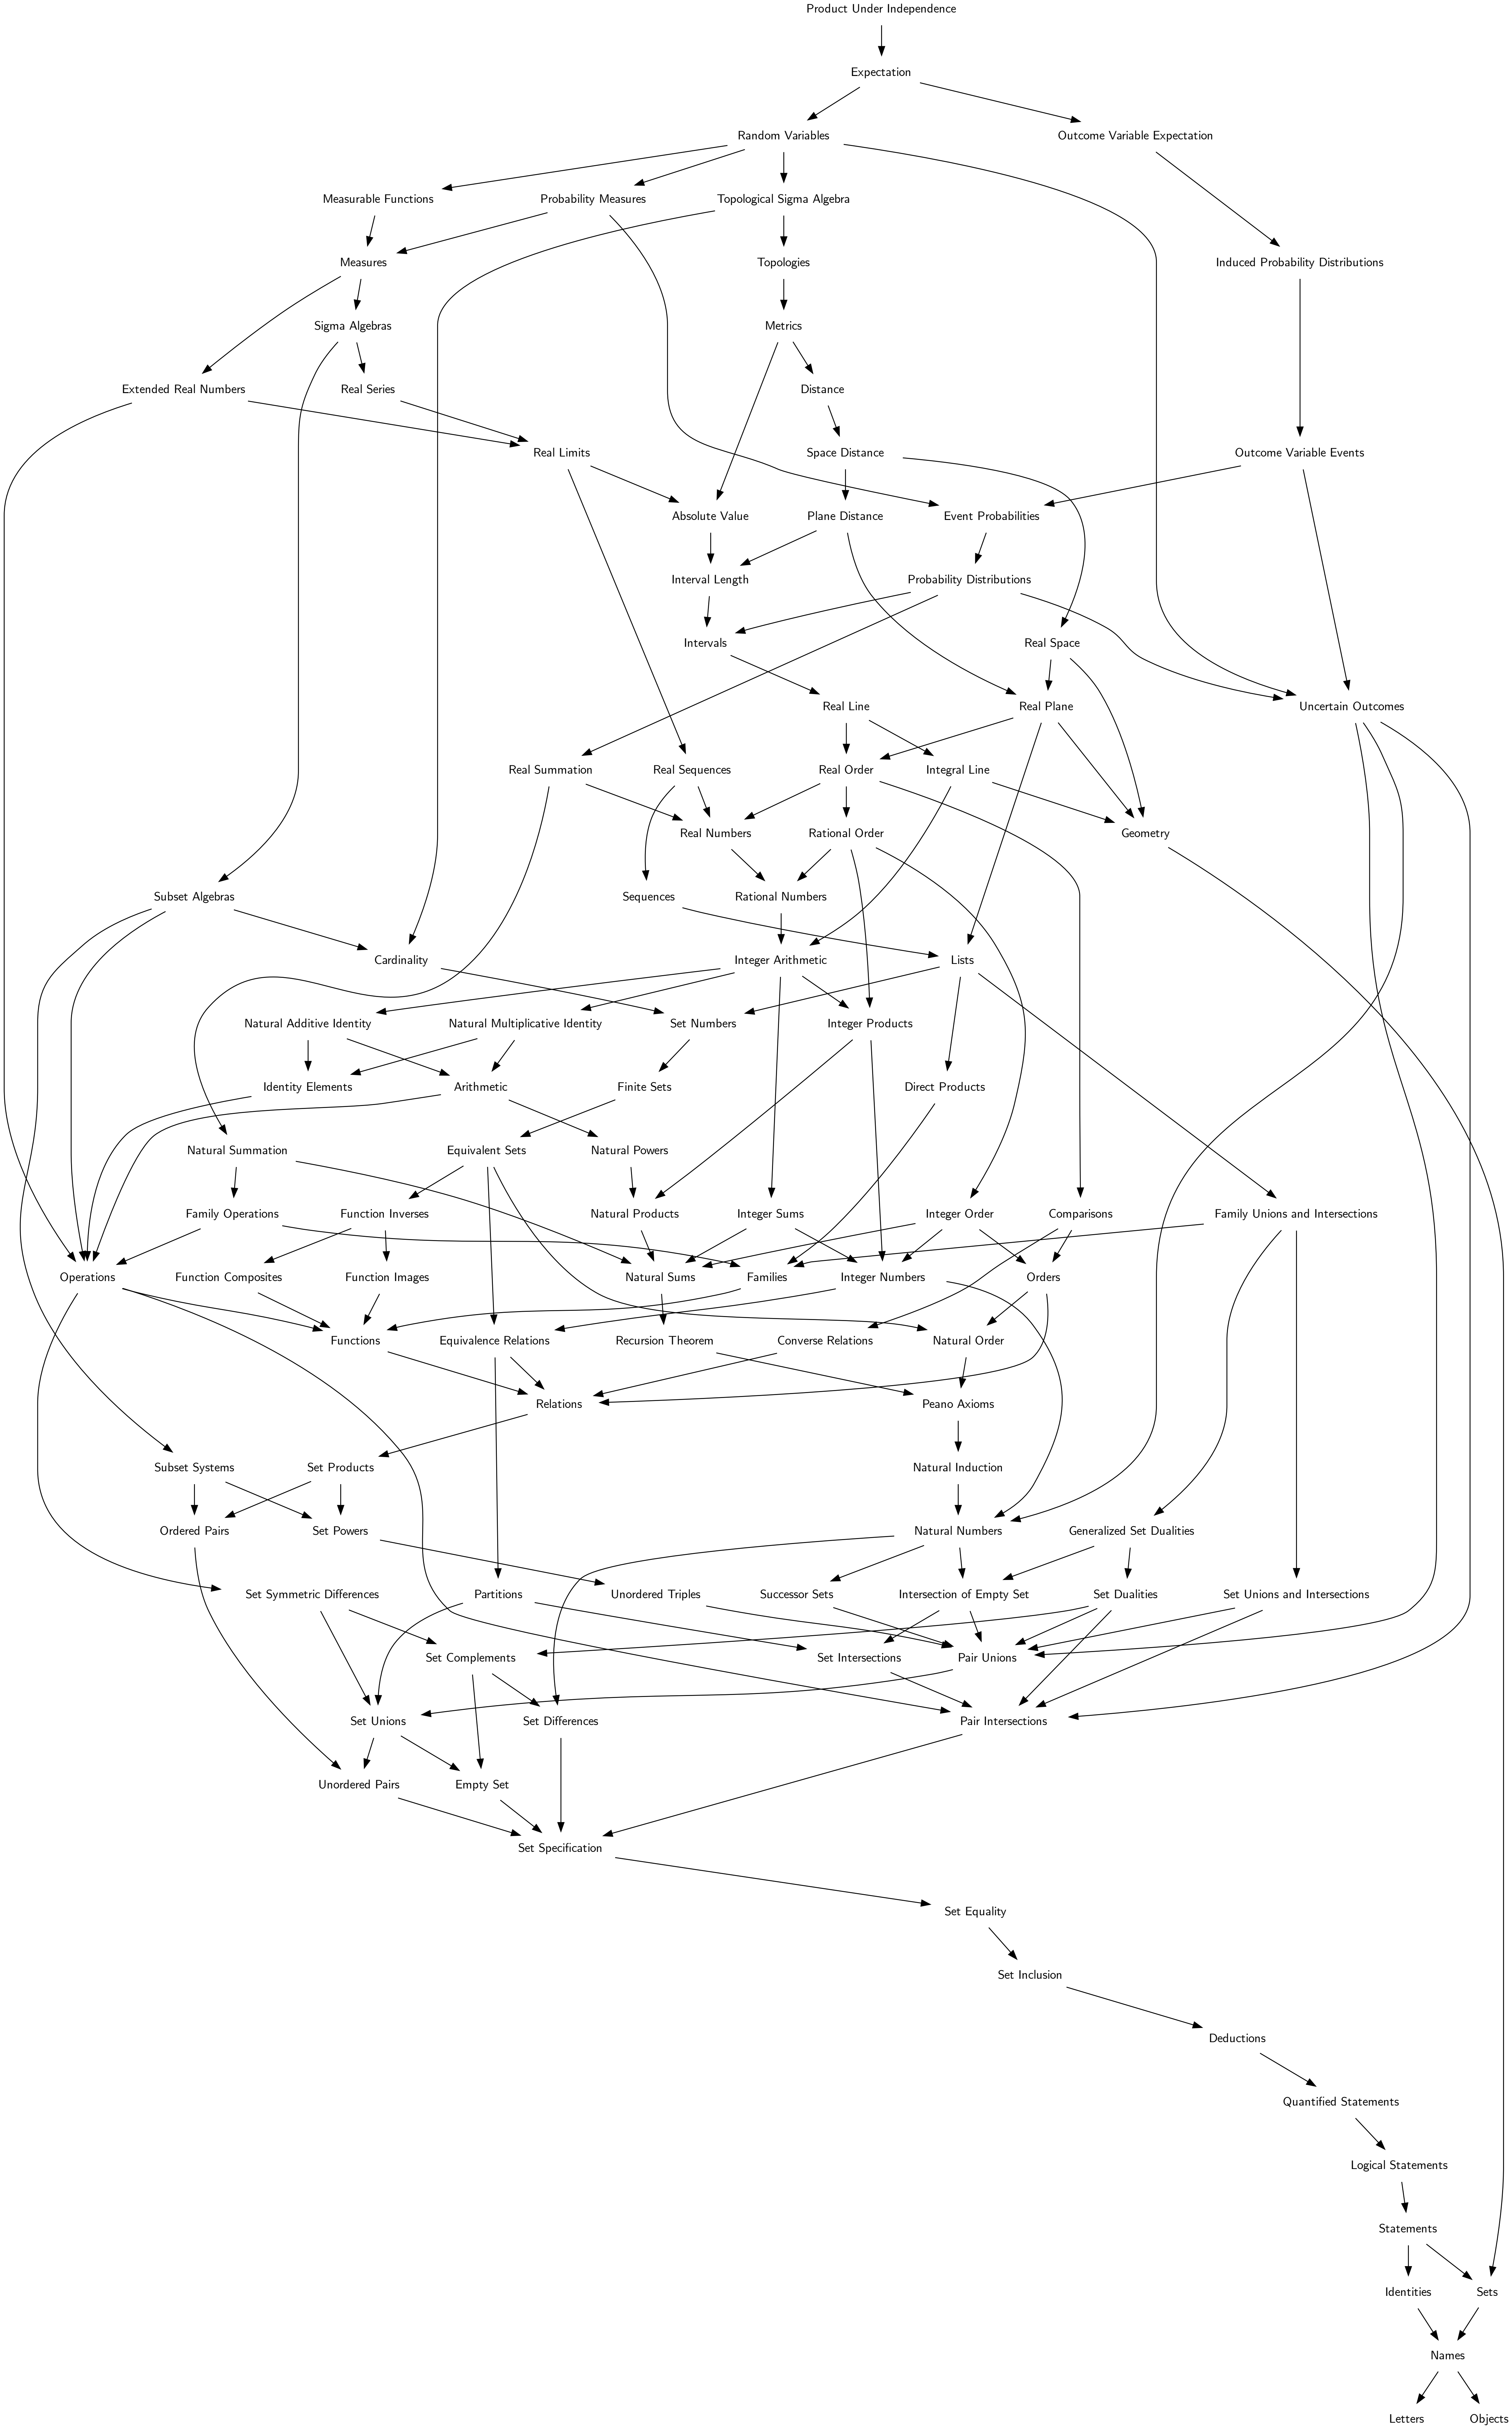 Product Under Independence
Expectation
Random Variables
Outcome Variable Expectation
Measurable Functions
Probability Measures
Topological Sigma Algebra
Measures
Topologies
Induced Probability Distributions
Sigma Algebras
Metrics
Extended Real Numbers
Real Series
Distance
Real Limits
Space Distance
Outcome Variable Events
Absolute Value
Plane Distance
Event Probabilities
Interval Length
Probability Distributions
Intervals
Real Space
Real Line
Real Plane
Uncertain Outcomes
Real Summation
Real Sequences
Real Order
Integral Line
Real Numbers
Rational Order
Geometry
Subset Algebras
Sequences
Rational Numbers
Cardinality
Integer Arithmetic
Lists
Natural Additive Identity
Natural Multiplicative Identity
Set Numbers
Integer Products
Identity Elements
Arithmetic
Finite Sets
Direct Products
Natural Summation
Equivalent Sets
Natural Powers
Family Operations
Function Inverses
Natural Products
Integer Sums
Integer Order
Comparisons
Family Unions and Intersections
Operations
Function Composites
Function Images
Natural Sums
Families
Integer Numbers
Orders
Functions
Equivalence Relations
Recursion Theorem
Converse Relations
Natural Order
Relations
Peano Axioms
Subset Systems
Set Products
Natural Induction
Ordered Pairs
Set Powers
Natural Numbers
Generalized Set Dualities
Set Symmetric Differences
Partitions
Unordered Triples
Successor Sets
Intersection of Empty Set
Set Dualities
Set Unions and Intersections
Set Complements
Set Intersections
Pair Unions
Set Unions
Set Differences
Pair Intersections
Unordered Pairs
Empty Set
Set Specification
Set Equality
Set Inclusion
Deductions
Quantified Statements
Logical Statements
Statements
Identities
Sets
Names
Letters
Objects